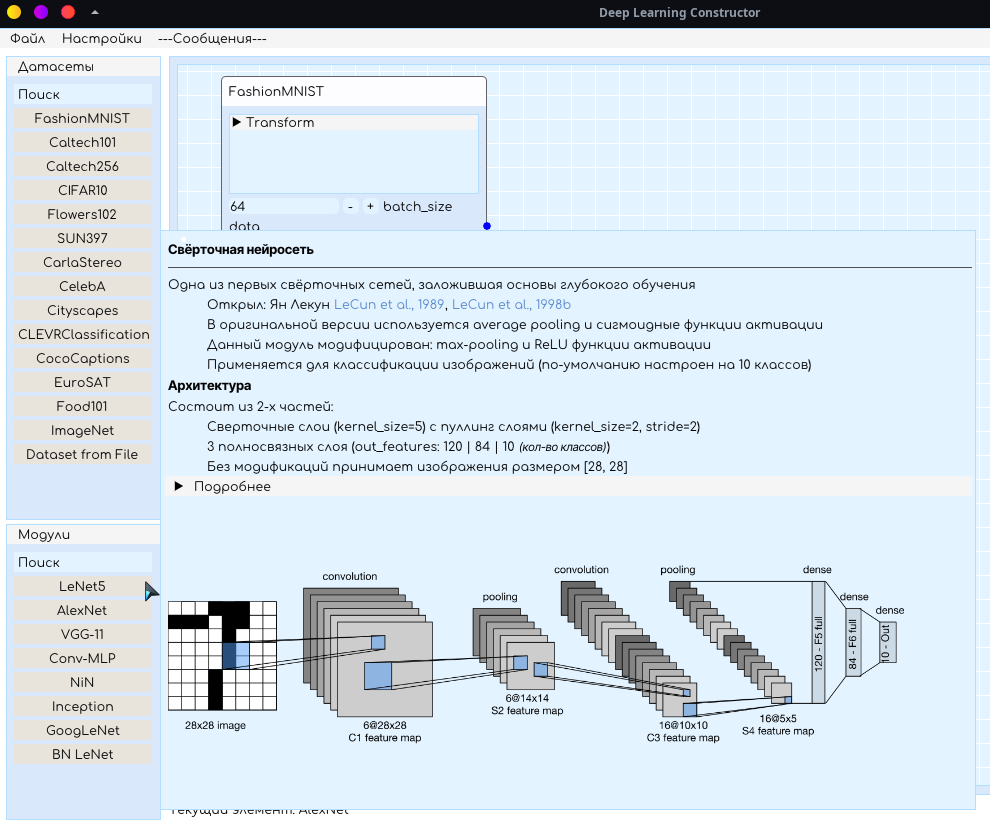 Deep Learning Constructor
Файл Настройки ---Сообщения---
Датасеты
Поиск
FashionMNIST
Caltech101
Caltech256
CIFAR10
Flowers102
SUN397
CarlaStereo
CelebA
Cityscapes
CLEVRClassification
CocoCaptions
EuroSAT
Food101
ImageNet
Dataset from File
Модули
Поиск
LeNet5
AlexNet
VGG-11
Conv-MLP
NiN
Inception
GoogLeNet
BN LeNet
FashionMNIST
Transform
64 - + batch_size
data
Свёрточная нейросеть
Одна из первых свёрточных сетей, заложившая основы глубокого обучения
Открыл: Ян Лекун LeCun et al., 1989, LeCun et al., 1998b
В оригинальной версии используется average pooling и сигмоидные функции активации
Данный модуль модифицирован: max-pooling и ReLU функции активации
Применяется для классификации изображений (по-умолчанию настроен на 10 классов)
Архитектура
Состоит из 2-х частей:
Сверточные слои (kernel_size=5) с пуллинг слоями (kernel_size=2, stride=2)
3 полносвязных слоя (out_features: 120 | 84 | 10 (кол-во классов))
Без модификаций принимает изображения размером [28, 28]
Подробнее
convolution
pooling
convolution
pooling
dense
dense
dense
120 - F5 full
84 - F6 full
10 - Out
28x28 image
6@28x28
C1 feature map
6@14x14
S2 feature map
16@10x10
C3 feature map
16@5x5
S4 feature map
Текущий элемент: AlexNet